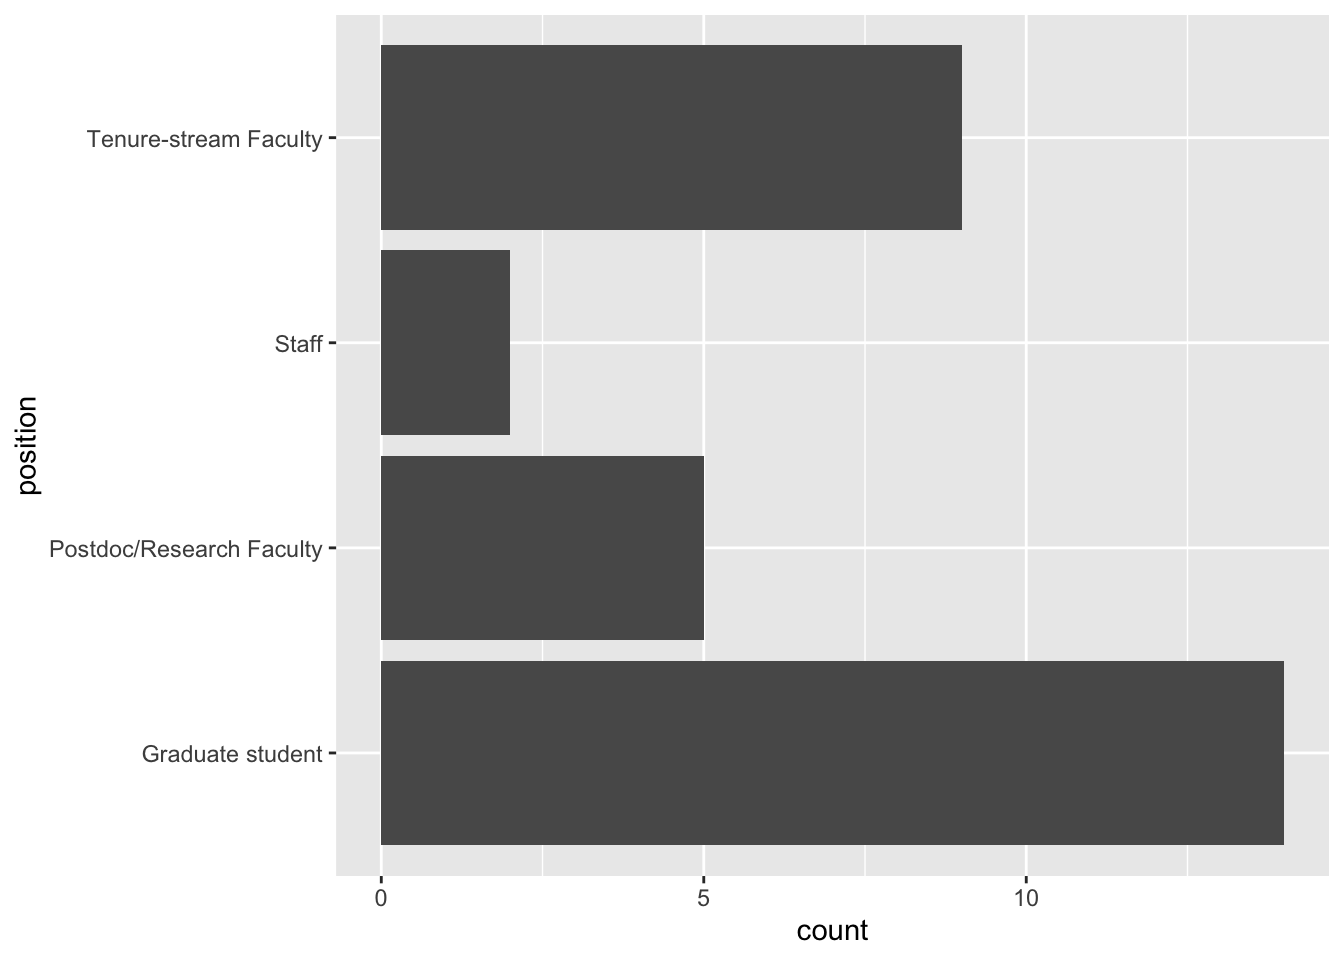 Tenure-stream Faculty
Staff
Postdoc/Research Faculty
Graduate student
position
0 5 10
count